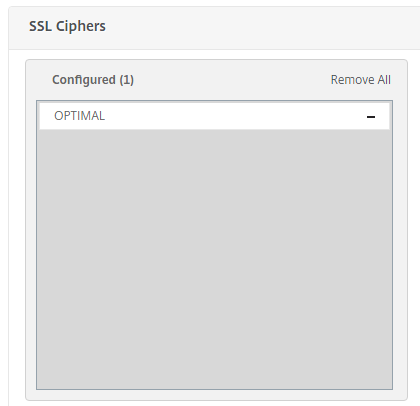 SSL Ciphers
Configured (1) Remove All
OPTIMAL